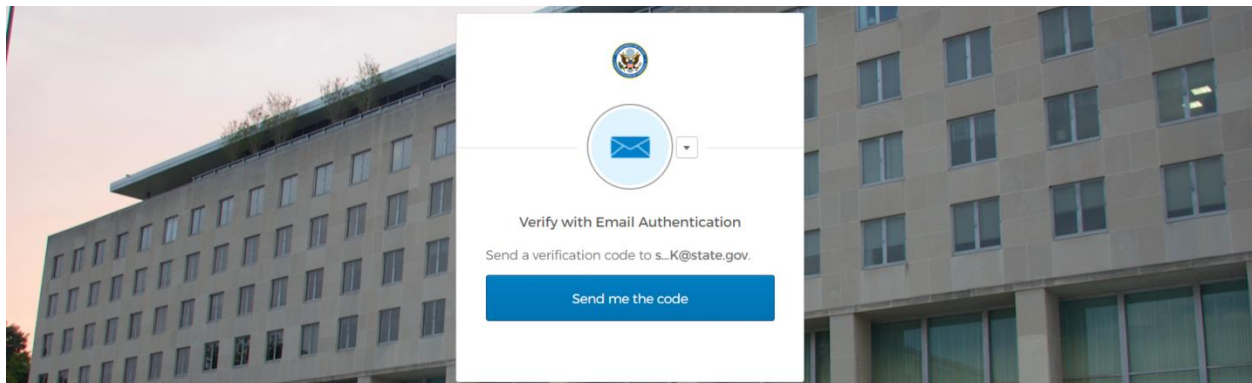 Verify with Email Authentication
Send a verification code to s...K@state.gov.
Send me the code